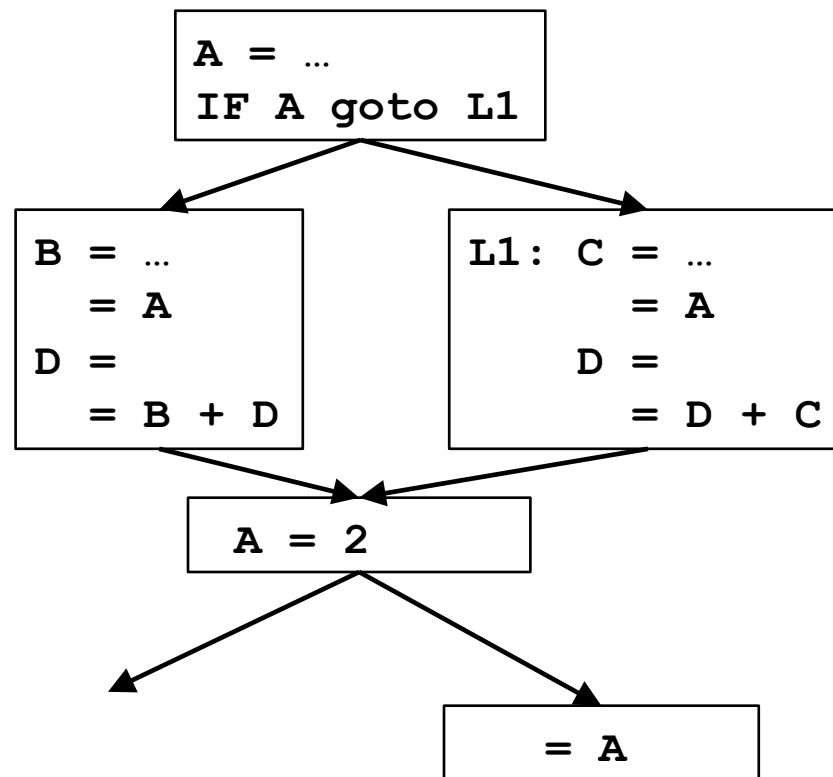 A = …
IF A goto L1
B = …
= A
D =
= B + D
L1: C = …
= A
D =
= D + C
A = 2
= A